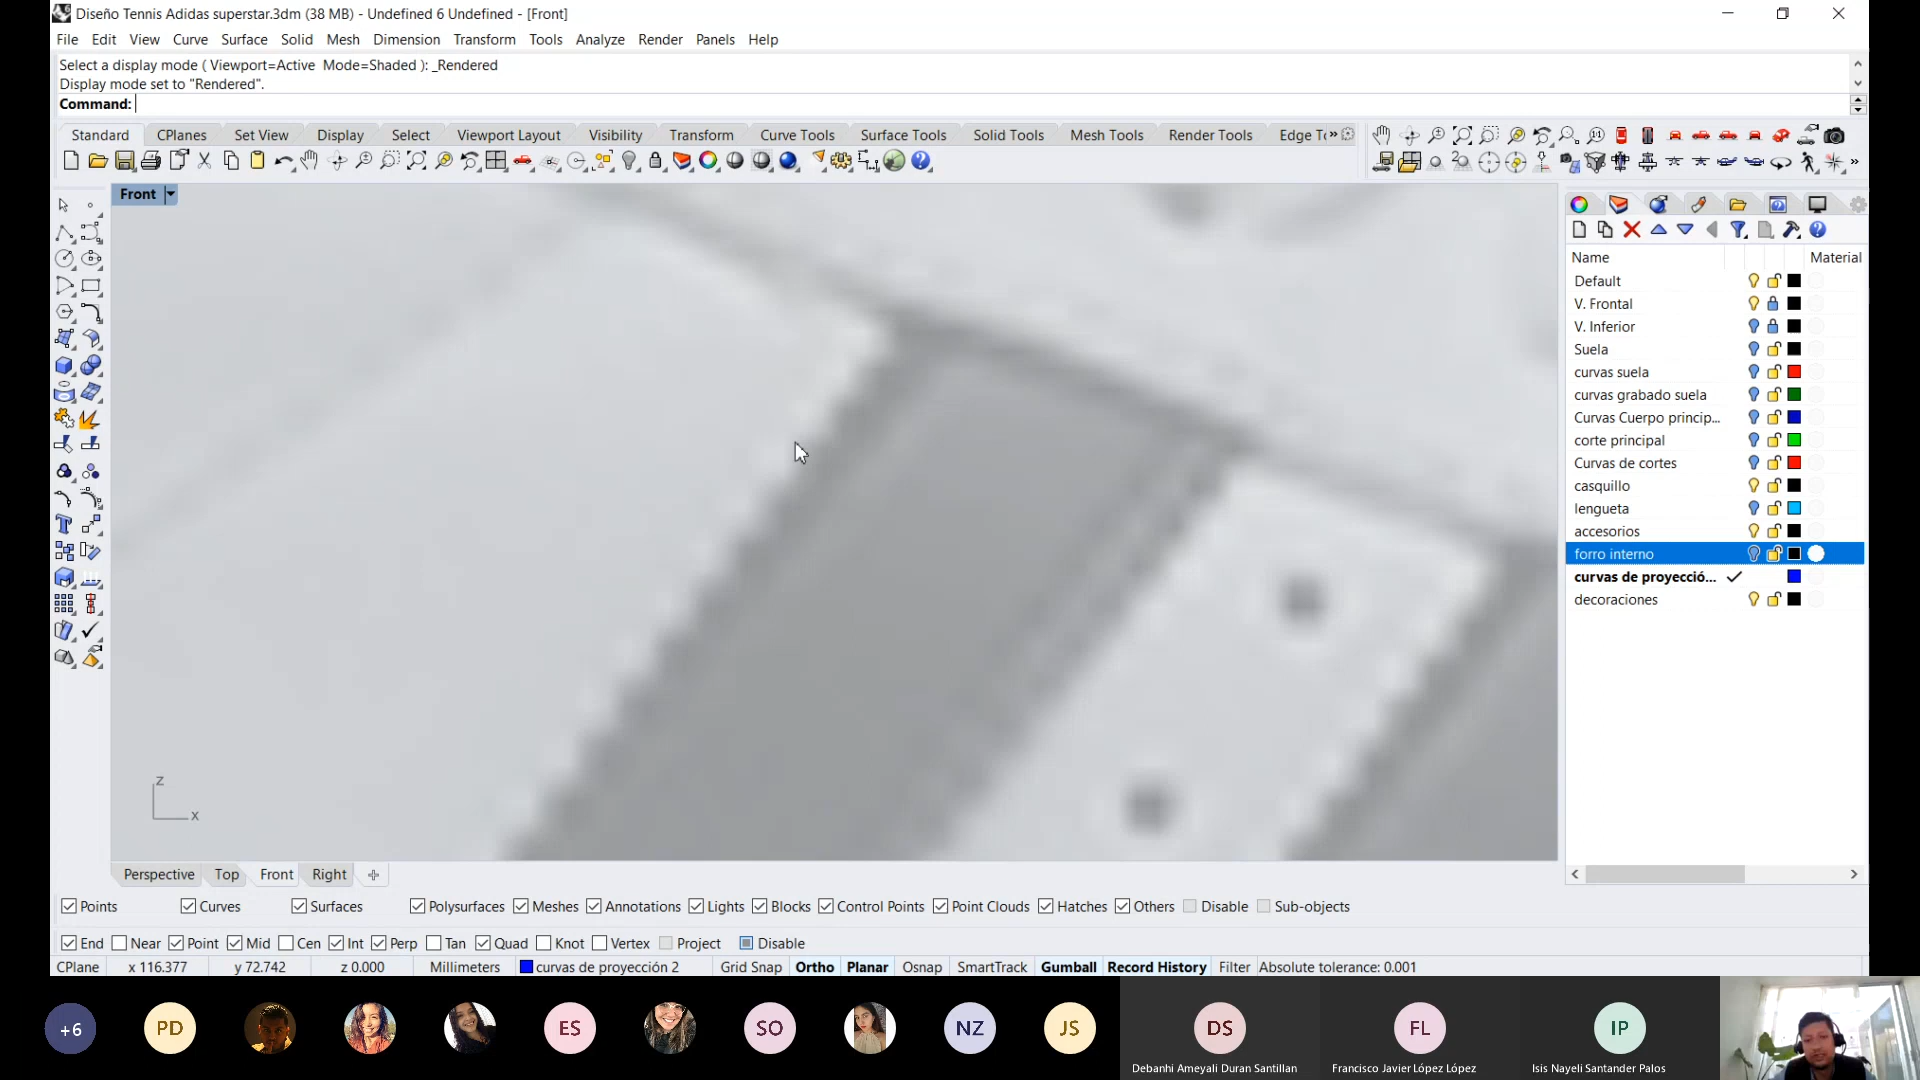 Diseño Tennis Adidas superstar.3dm (38 MB) - Undefined 6 Undefined - [Front]
File Edit View Curve Surface Solid Mesh Dimension Transform Tools Analyze Render Panels Help
Select a display mode ( Viewport=Active Mode=Shaded ): _Rendered
Display mode set to "Rendered".
Command:
Standard CPlanes Set View Display Select Viewport Layout Visibility Transform Curve Tools Surface Tools Solid Tools Mesh Tools Render Tools Edge To »
Front
Name Material
Default
V. Frontal
V. Inferior
Suela
curvas suela
curvas grabado suela
Curvas Cuerpo princip...
corte principal
Curvas de cortes
casquillo
lengueta
accesorios
forro interno
curvas de proyecció...
decoraciones
z
x
Perspective Top Front Right
Points Curves Surfaces Polysurfaces Meshes Annotations Lights Blocks Control Points Point Clouds Hatches Others Disable Sub-objects
End Near Point Mid Cen Int Perp Tan Quad Knot Vertex Project Disable
CPlane x 116.377 y 72.742 z 0.000 Millimeters curvas de proyección 2 Grid Snap Ortho Planar Osnap SmartTrack Gumball Record History Filter Absolute tolerance: 0.001
+6 PD ES SO NZ JS DS FL IP
Debanhi Ameyali Duran Santillan Francisco Javier López López Isis Nayeli Santander Palos